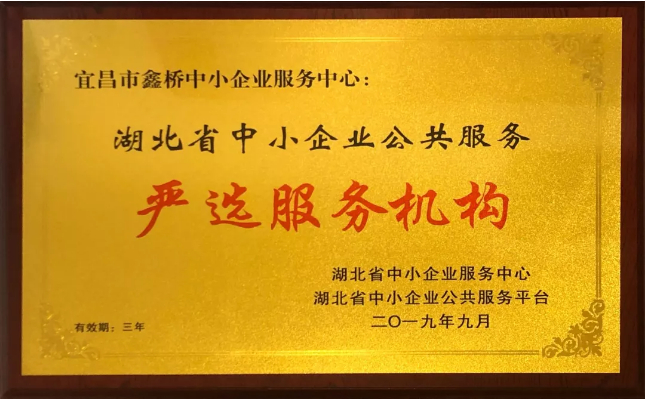 宜昌市鑫桥中小企业服务中心：
湖北省中小企业公共服务
严选服务机构
湖北省中小企业服务中心
湖北省中小企业公共服务平台
二〇一九年九月
有效期：三年